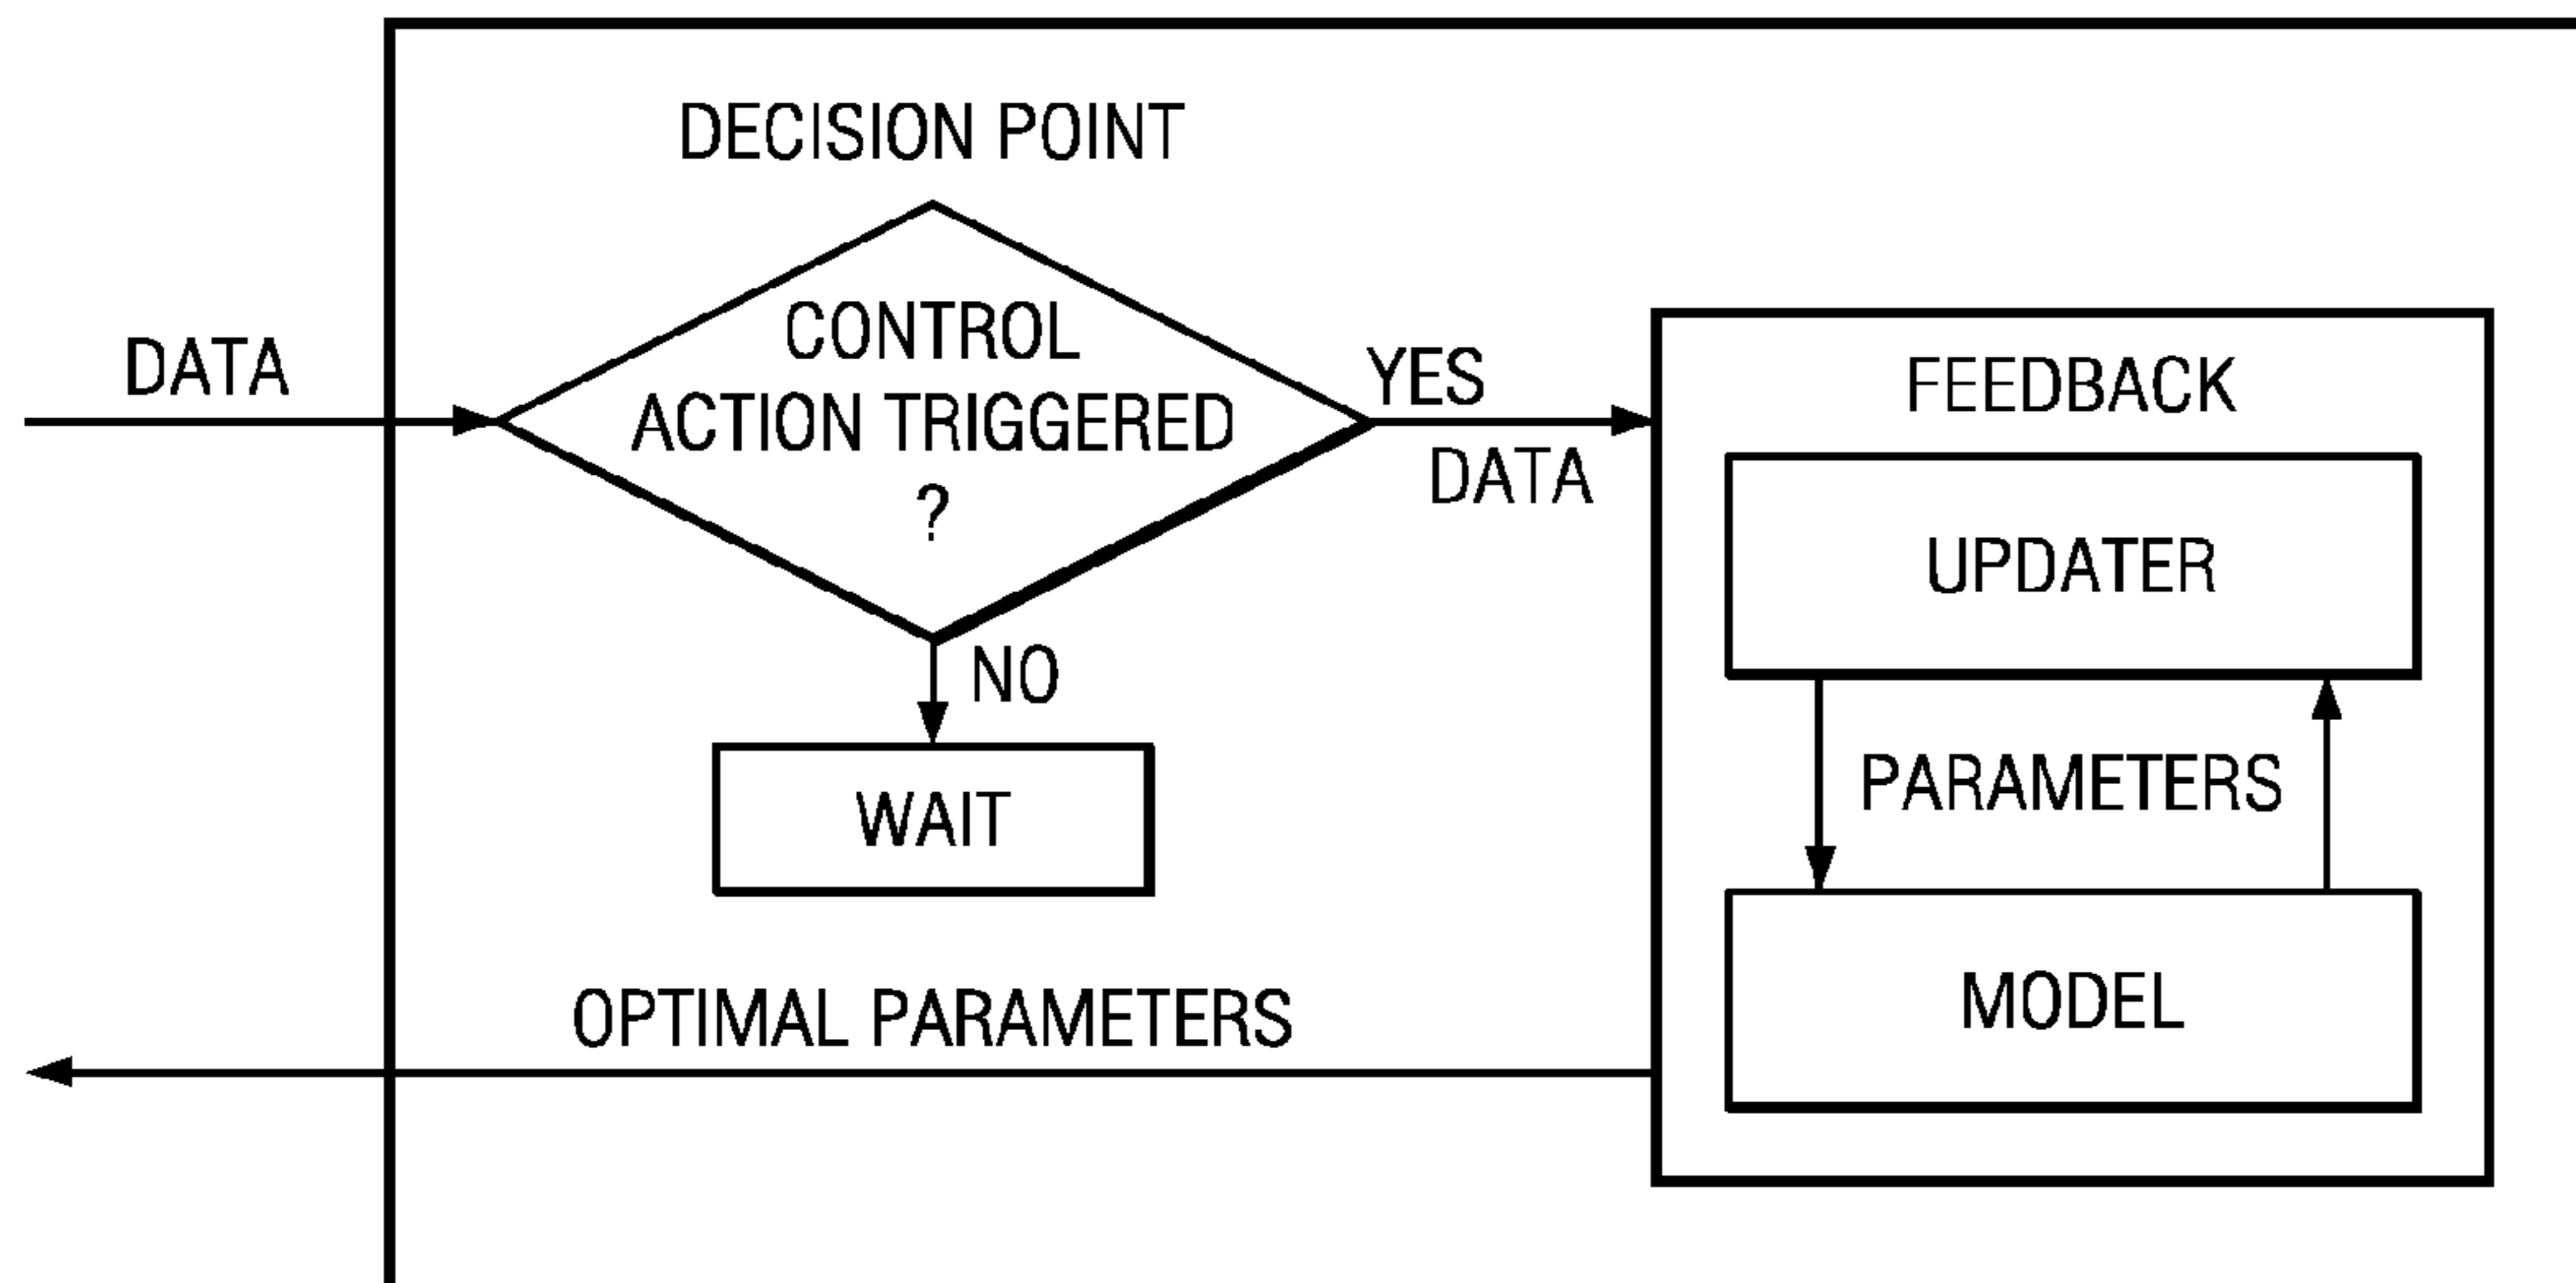 DECISION POINT
DATA
CONTROL
ACTION TRIGGERED
?
YES
DATA
NO
WAIT
FEEDBACK
UPDATER
PARAMETERS
MODEL
OPTIMAL PARAMETERS